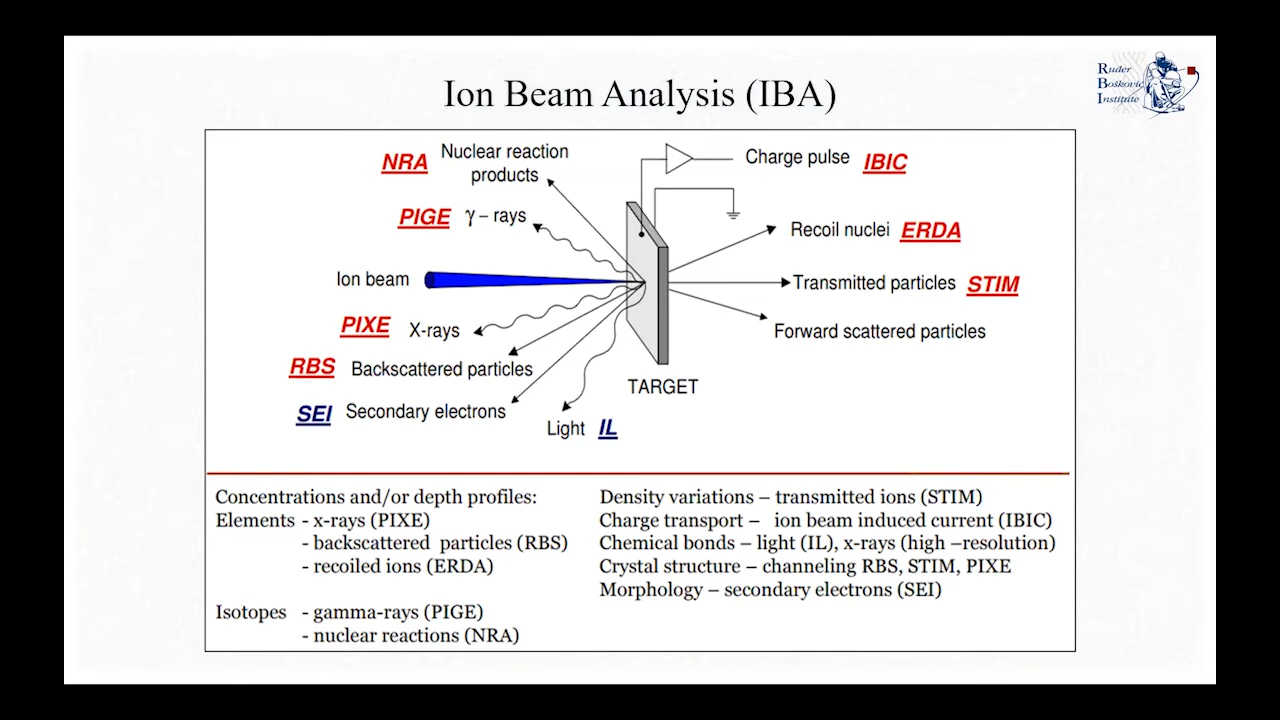 Ion Beam Analysis (IBA)
Ruđer
Bošković
Institute
NRA Nuclear reaction
products
Charge pulse IBIC
PIGE γ – rays
Recoil nuclei ERDA
Ion beam
Transmitted particles STIM
PIXE X-rays
Forward scattered particles
RBS Backscattered particles
TARGET
SEI Secondary electrons
Light IL
Concentrations and/or depth profiles:
Elements - x-rays (PIXE)
- backscattered particles (RBS)
- recoiled ions (ERDA)
Isotopes - gamma-rays (PIGE)
- nuclear reactions (NRA)
Density variations – transmitted ions (STIM)
Charge transport – ion beam induced current (IBIC)
Chemical bonds – light (IL), x-rays (high –resolution)
Crystal structure – channeling RBS, STIM, PIXE
Morphology – secondary electrons (SEI)